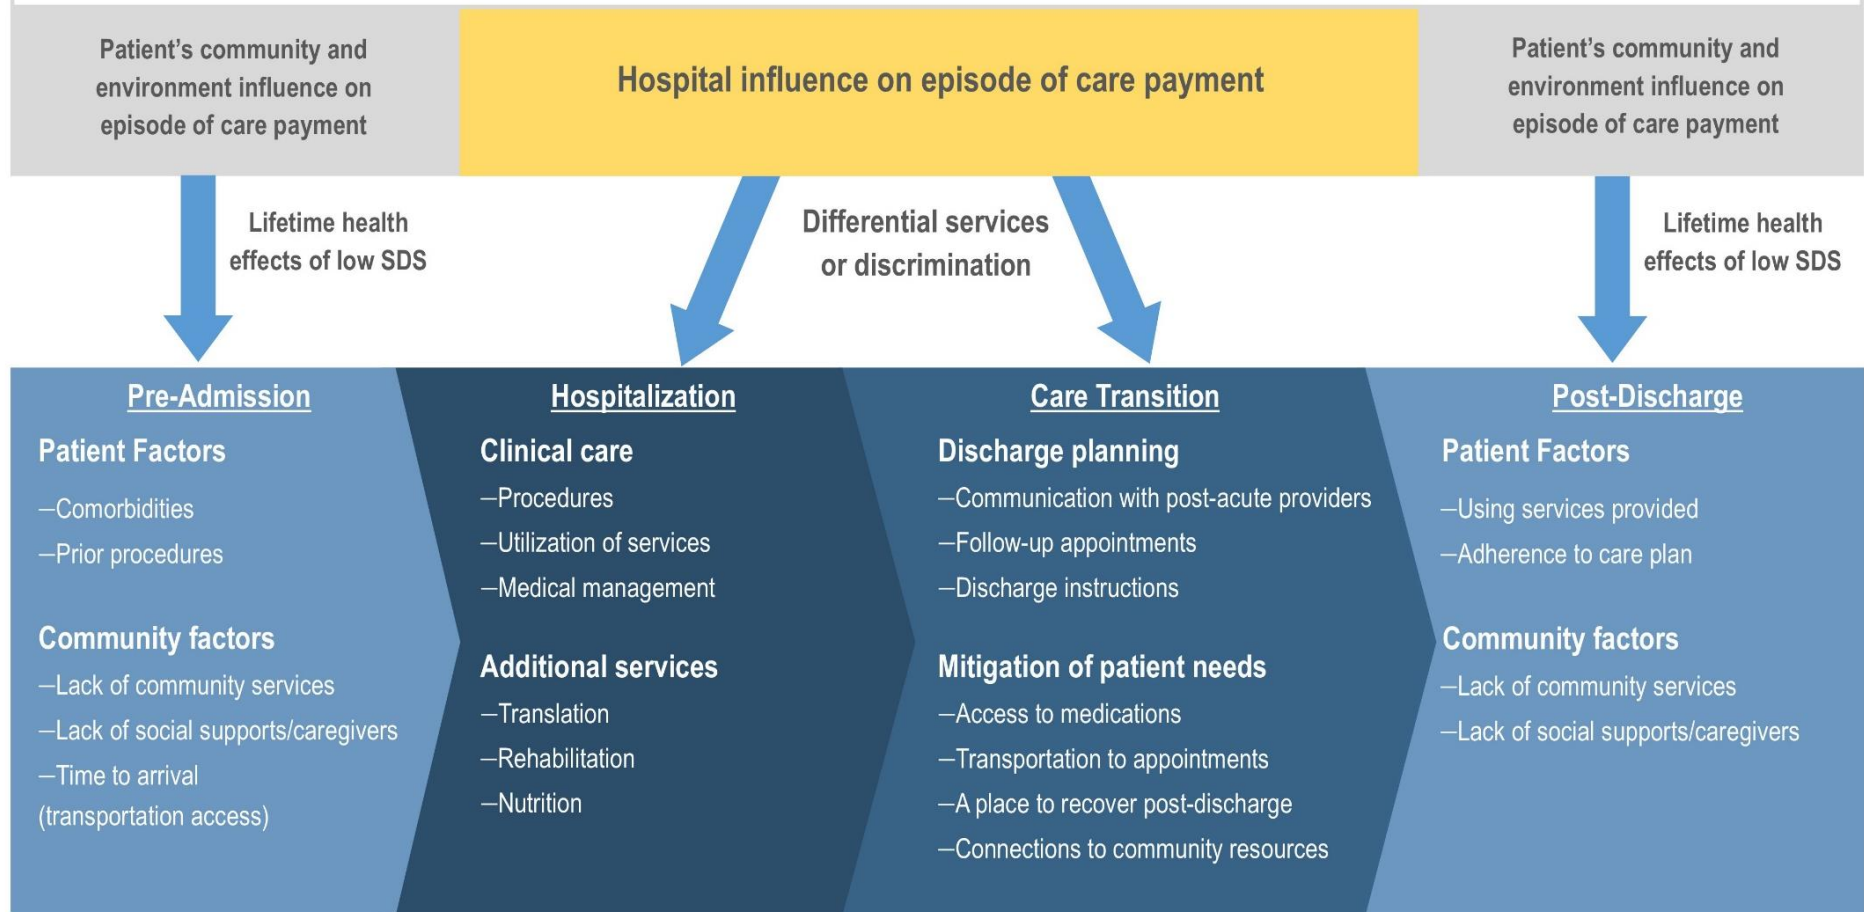 Patient’s community and
environment influence on
episode of care payment
Hospital influence on episode of care payment
Patient’s community and
environment influence on
episode of care payment
Lifetime health
effects of low SDS
Differential services
or discrimination
Lifetime health
effects of low SDS
Pre-Admission
Patient Factors
–Comorbidities
–Prior procedures
Community factors
–Lack of community services
–Lack of social supports/caregivers
–Time to arrival
(transportation access)
Hospitalization
Clinical care
–Procedures
–Utilization of services
–Medical management
Additional services
–Translation
–Rehabilitation
–Nutrition
Care Transition
Discharge planning
–Communication with post-acute providers
–Follow-up appointments
–Discharge instructions
Mitigation of patient needs
–Access to medications
–Transportation to appointments
–A place to recover post-discharge
–Connections to community resources
Post-Discharge
Patient Factors
–Using services provided
–Adherence to care plan
Community factors
–Lack of community services
–Lack of social supports/caregivers